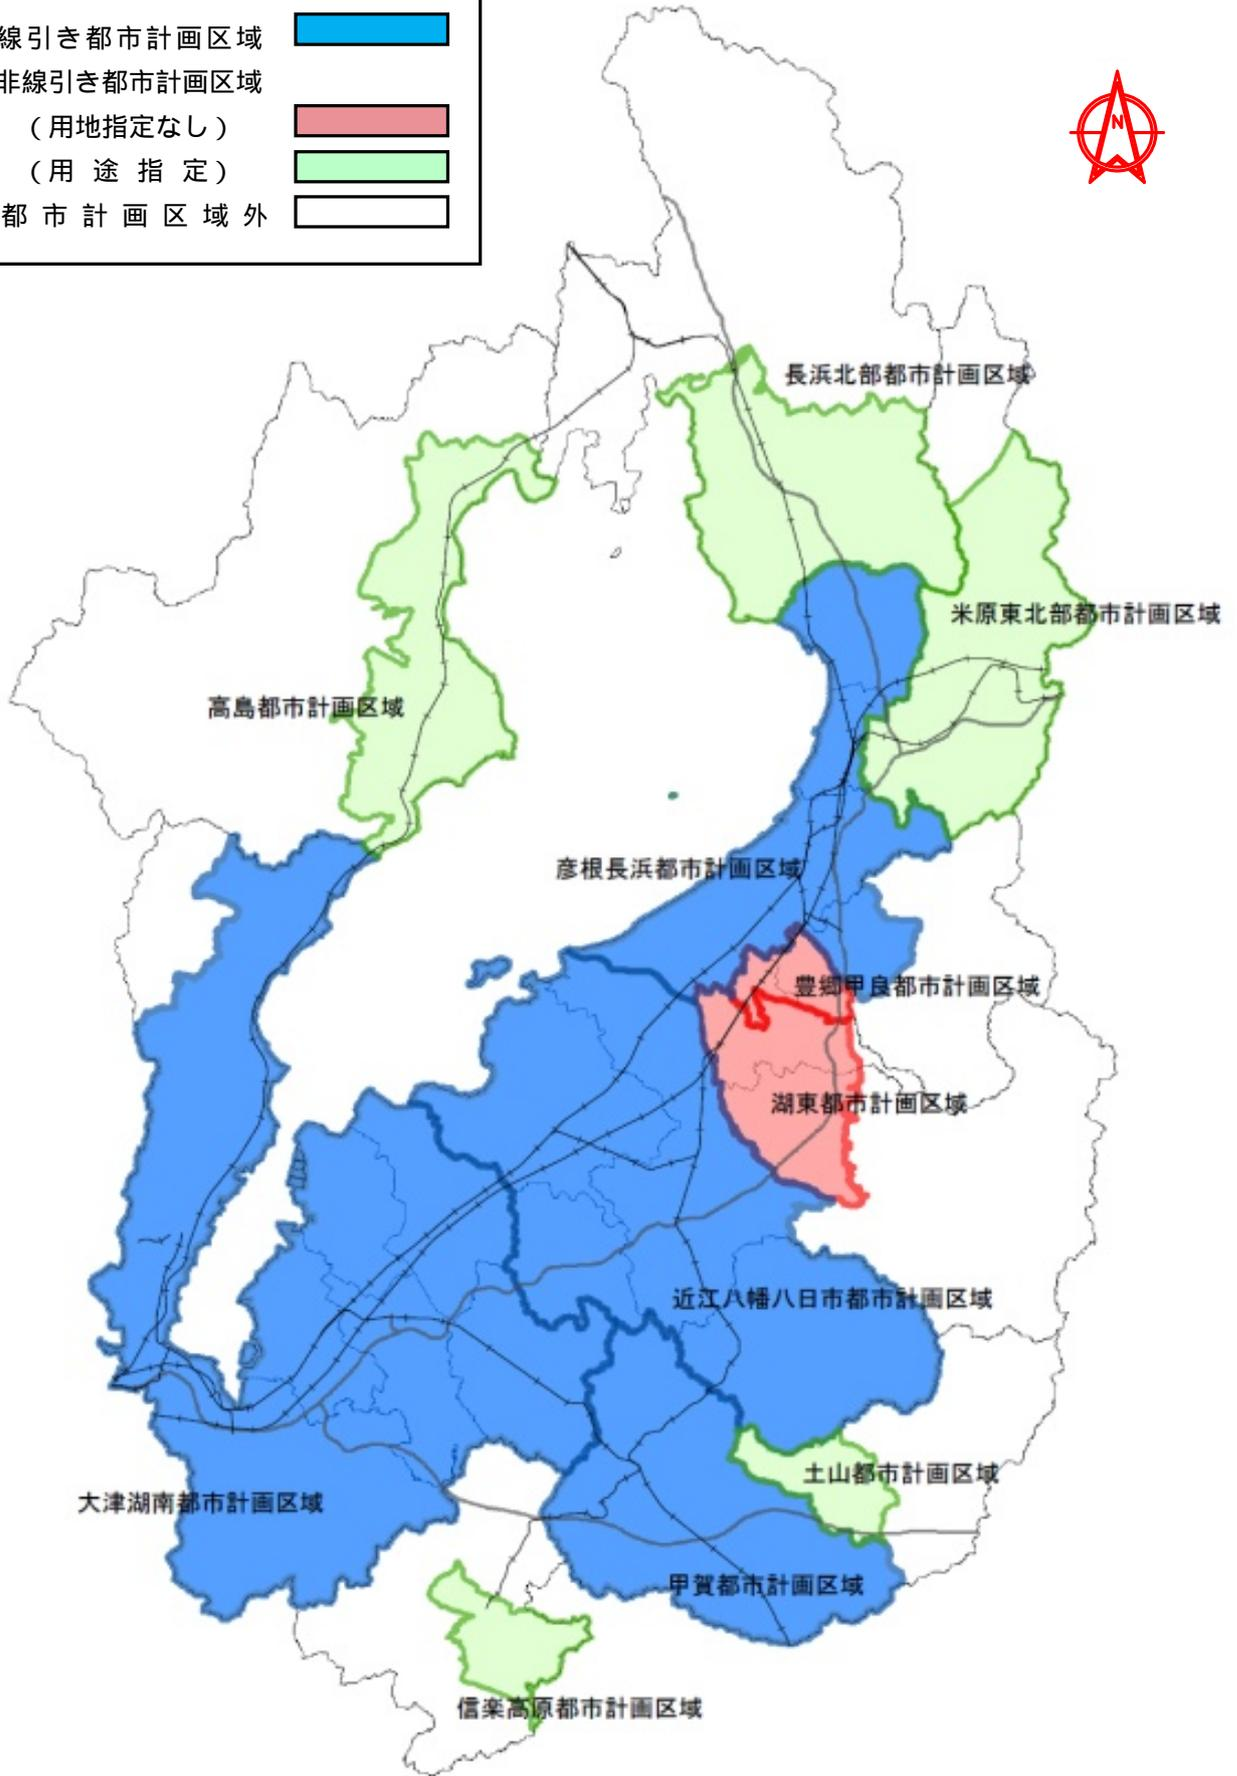 線引き都市計画区域
非線引き都市計画区域
（用地指定なし）
（用 途 指 定）
都 市 計 画 区 域 外
N
長浜北部都市計画区域
米原東北部都市計画区域
高島都市計画区域
彦根長浜都市計画区域
豊郷甲良都市計画区域
湖東都市計画区域
近江八幡八日市都市計画区域
土山都市計画区域
大津湖南都市計画区域
甲賀都市計画区域
信楽高原都市計画区域